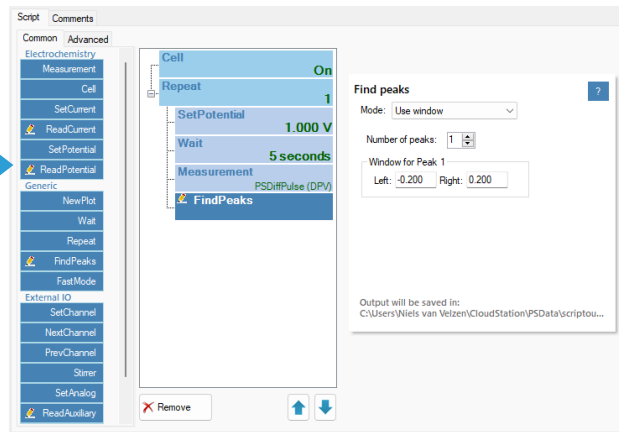 Script Comments
Common Advanced
Electrochemistry
Measurement
Cell
SetCurrent
ReadCurrent
SetPotential
ReadPotential
Generic
NewPlot
Wait
Repeat
FindPeaks
FastMode
External IO
SetChannel
NextChannel
PrevChannel
Stirrer
SetAnalog
ReadAuxiliary
Cell
On
Repeat
1
SetPotential
1.000 V
Wait
5 seconds
Measurement
PSDiffPulse (DPV)
FindPeaks
Remove
Find peaks ?
Mode: Use window
Number of peaks: 1
Window for Peak 1
Left: -0.200 Right: 0.200
Output will be saved in:
C:\Users\Niels van Velzen\CloudStation\PSData\scriptou...